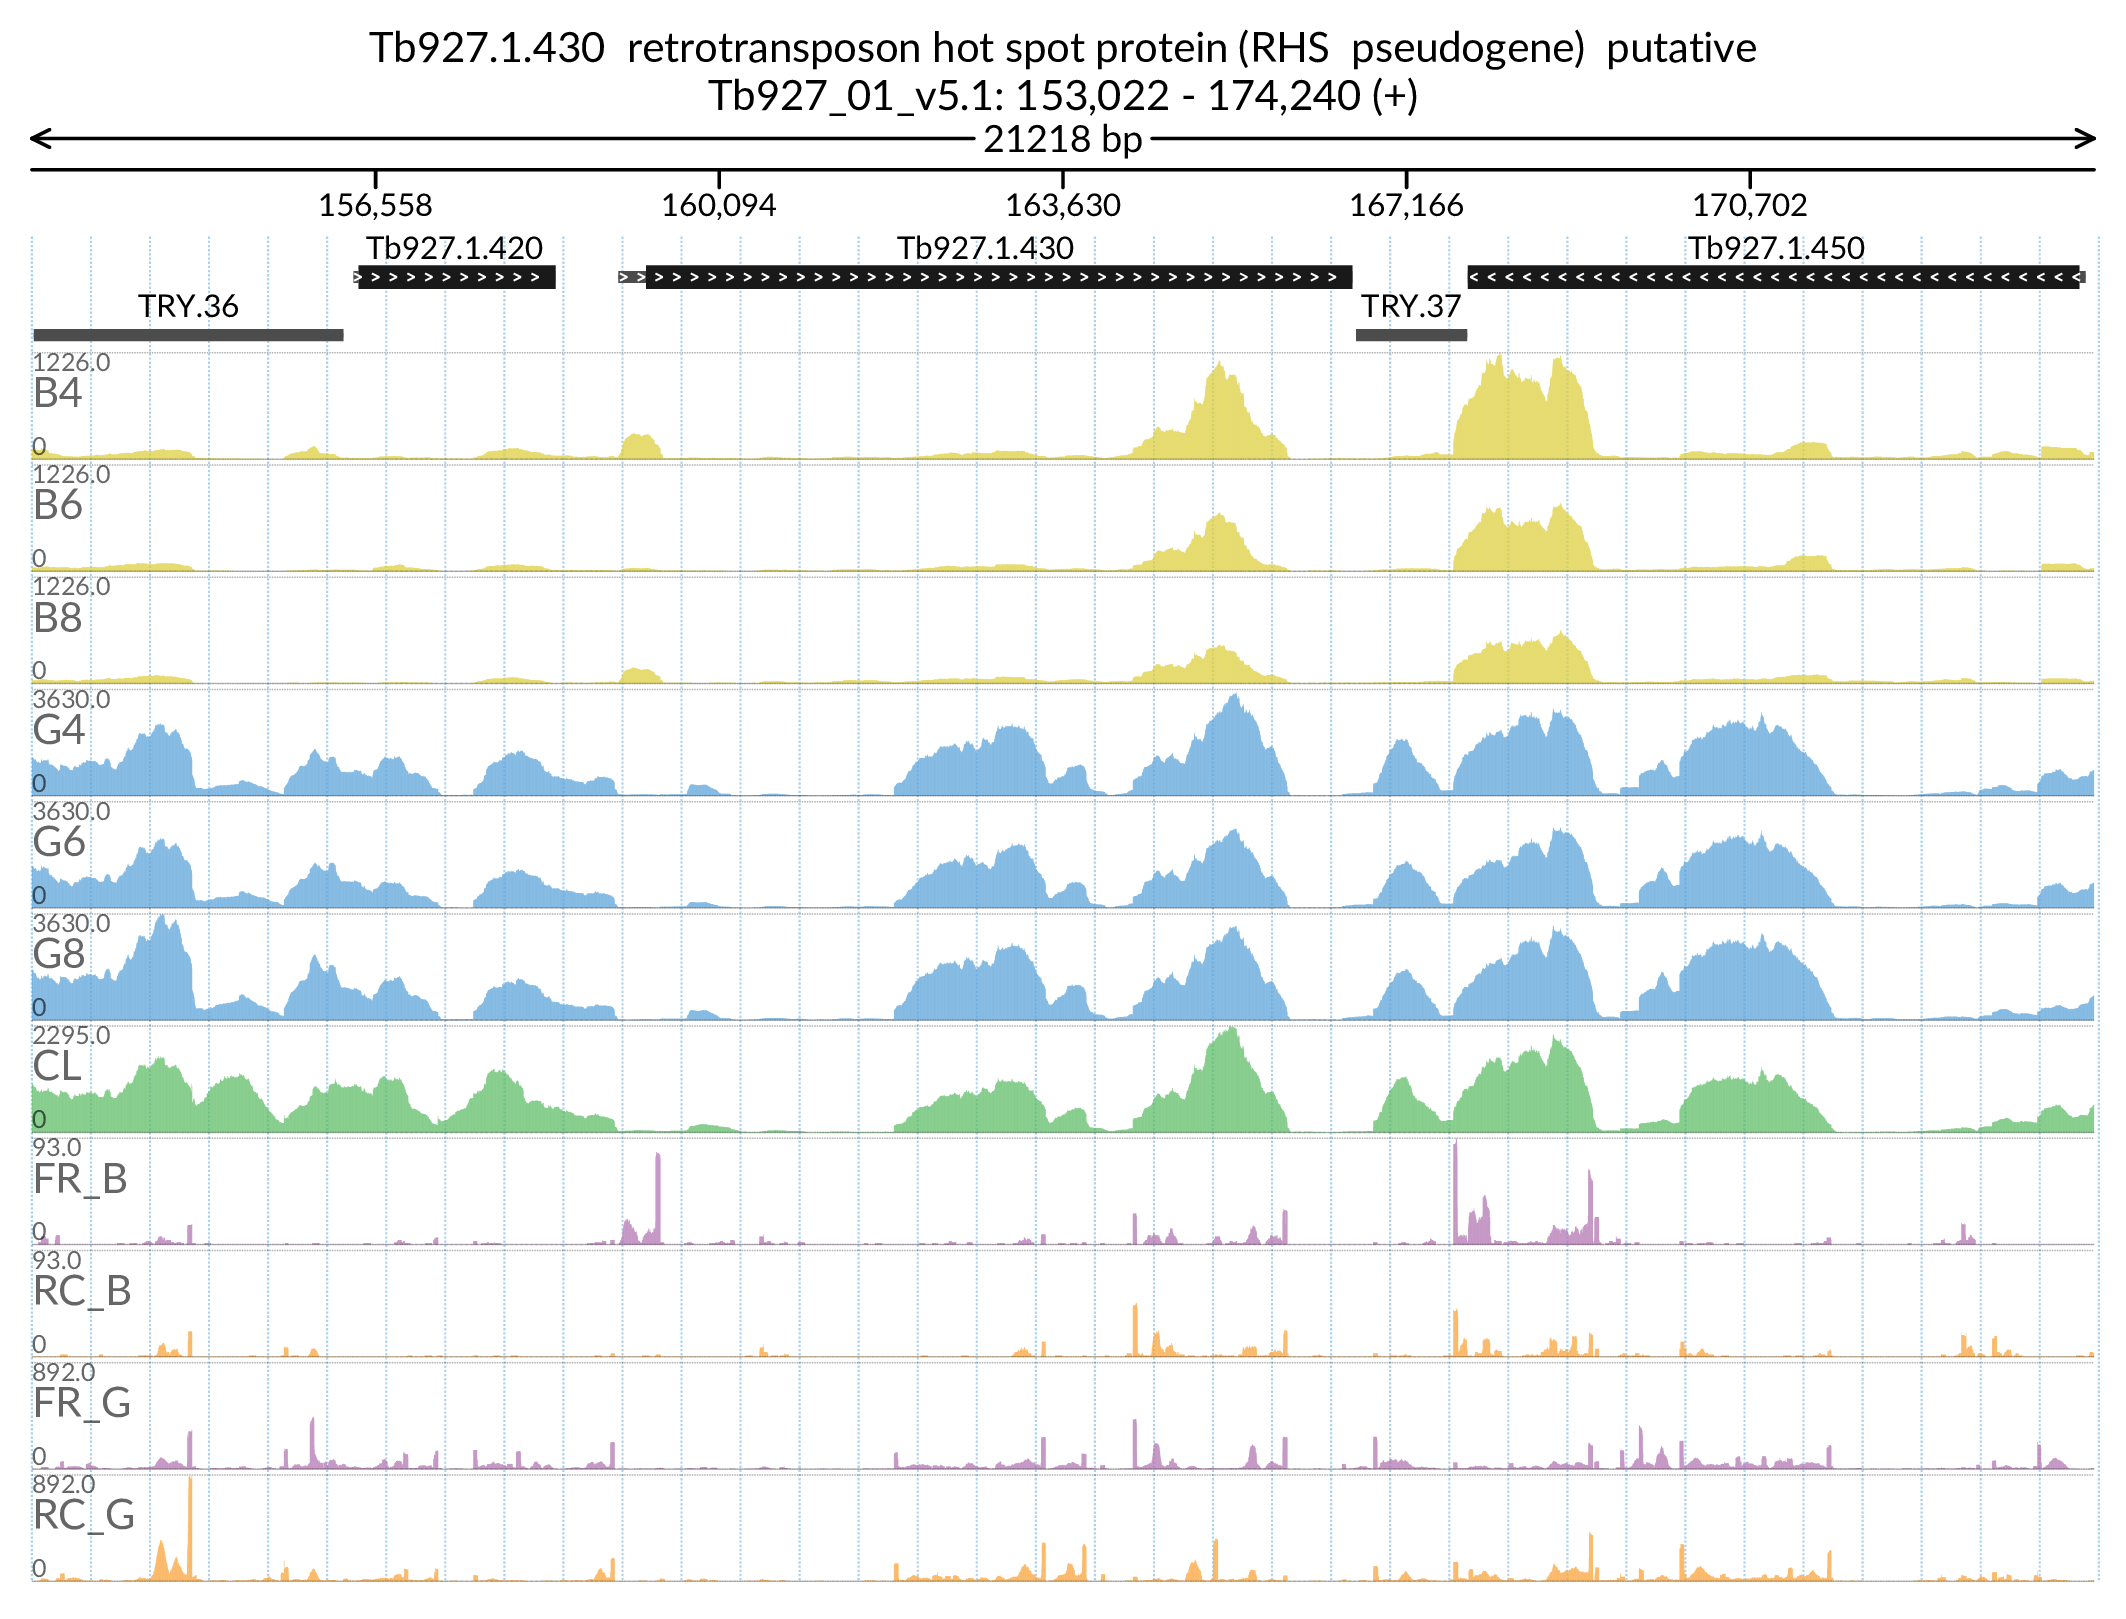 Tb927.1.430 retrotransposon hot spot protein (RHS pseudogene) putative
Tb927_01_v5.1: 153,022 - 174,240 (+)
21218 bp
156,558 160,094 163,630 167,166 170,702
Tb927.1.420 Tb927.1.430 Tb927.1.450
TRY.36 TRY.37
1226.0
B4
0
1226.0
B6
0
1226.0
B8
0
3630.0
G4
0
3630.0
G6
0
3630.0
G8
0
2295.0
CL
0
93.0
FR_B
0
93.0
RC_B
0
892.0
FR_G
0
892.0
RC_G
0